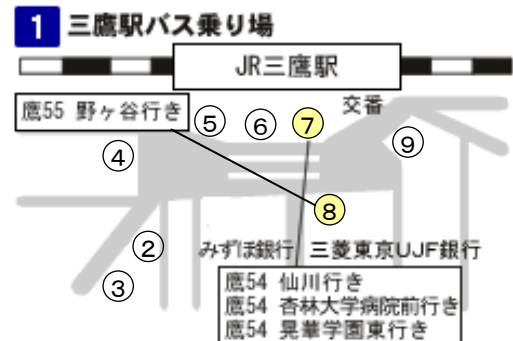 1 三鷹駅バス乗り場
JR三鷹駅
鷹55 野ヶ谷行き
⑤
⑥
⑦
交番
⑨
④
⑧
②
みずほ銀行
三菱東京UJF銀行
③
鷹54 仙川行き
鷹54 杏林大学病院前行き
鷹54 晃華学園東行き